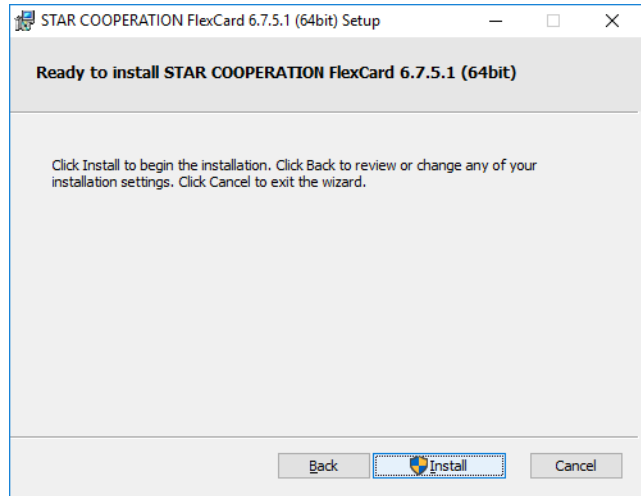 STAR COOPERATION FlexCard 6.7.5.1 (64bit) Setup
Ready to install STAR COOPERATION FlexCard 6.7.5.1 (64bit)
Click Install to begin the installation. Click Back to review or change any of your
installation settings. Click Cancel to exit the wizard.
Back Install Cancel